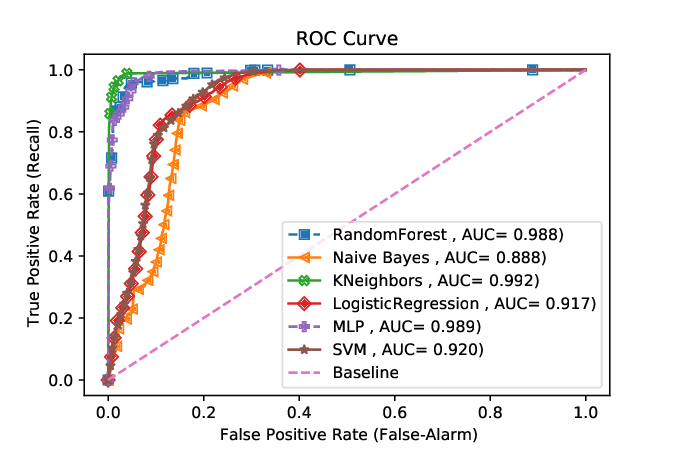 ROC Curve
True Positive Rate (Recall)
1.0
0.8
0.6
0.4
0.2
0.0
RandomForest , AUC= 0.988)
Naive Bayes , AUC= 0.888)
KNeighbors , AUC= 0.992)
LogisticRegression , AUC= 0.917)
MLP , AUC= 0.989)
SVM , AUC= 0.920)
Baseline
0.0 0.2 0.4 0.6 0.8 1.0
False Positive Rate (False-Alarm)